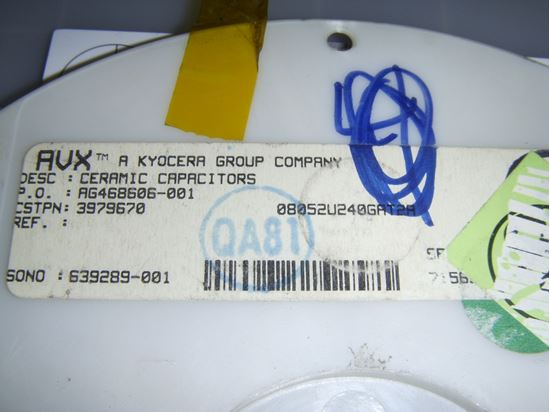 AVX™ A KYOCERA GROUP COMPANY
DESC : CERAMIC CAPACITORS
P.O. : AG468606-001
CSTPN: 3979670 08052U240GAT2A
REF. :
QA81
SONO : 639289-001